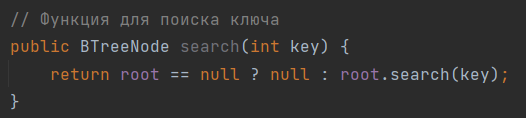 // Функция для поиска ключа
public BTreeNode search(int key) {
    return root == null ? null : root.search(key);
}